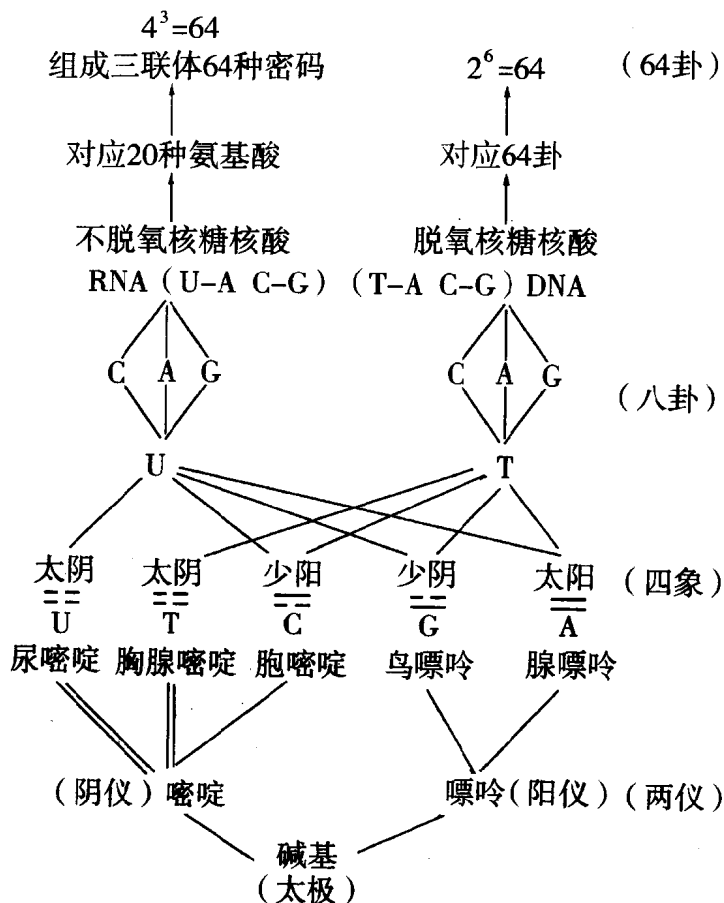 4³=64
组成三联体64种密码 2⁶=64 (64卦)
对应20种氨基酸 对应64卦
不脱氧核糖核酸 脱氧核糖核酸
RNA (U-A C-G) (T-A C-G) DNA
C A G C A G (八卦)
U T
太阴 太阴 少阳 少阴 太阳 (四象)
U T C G A
尿嘧啶 胸腺嘧啶 胞嘧啶 鸟嘌呤 腺嘌呤
(阴仪) 嘧啶 嘌呤 (阳仪) (两仪)
碱基
(太极)